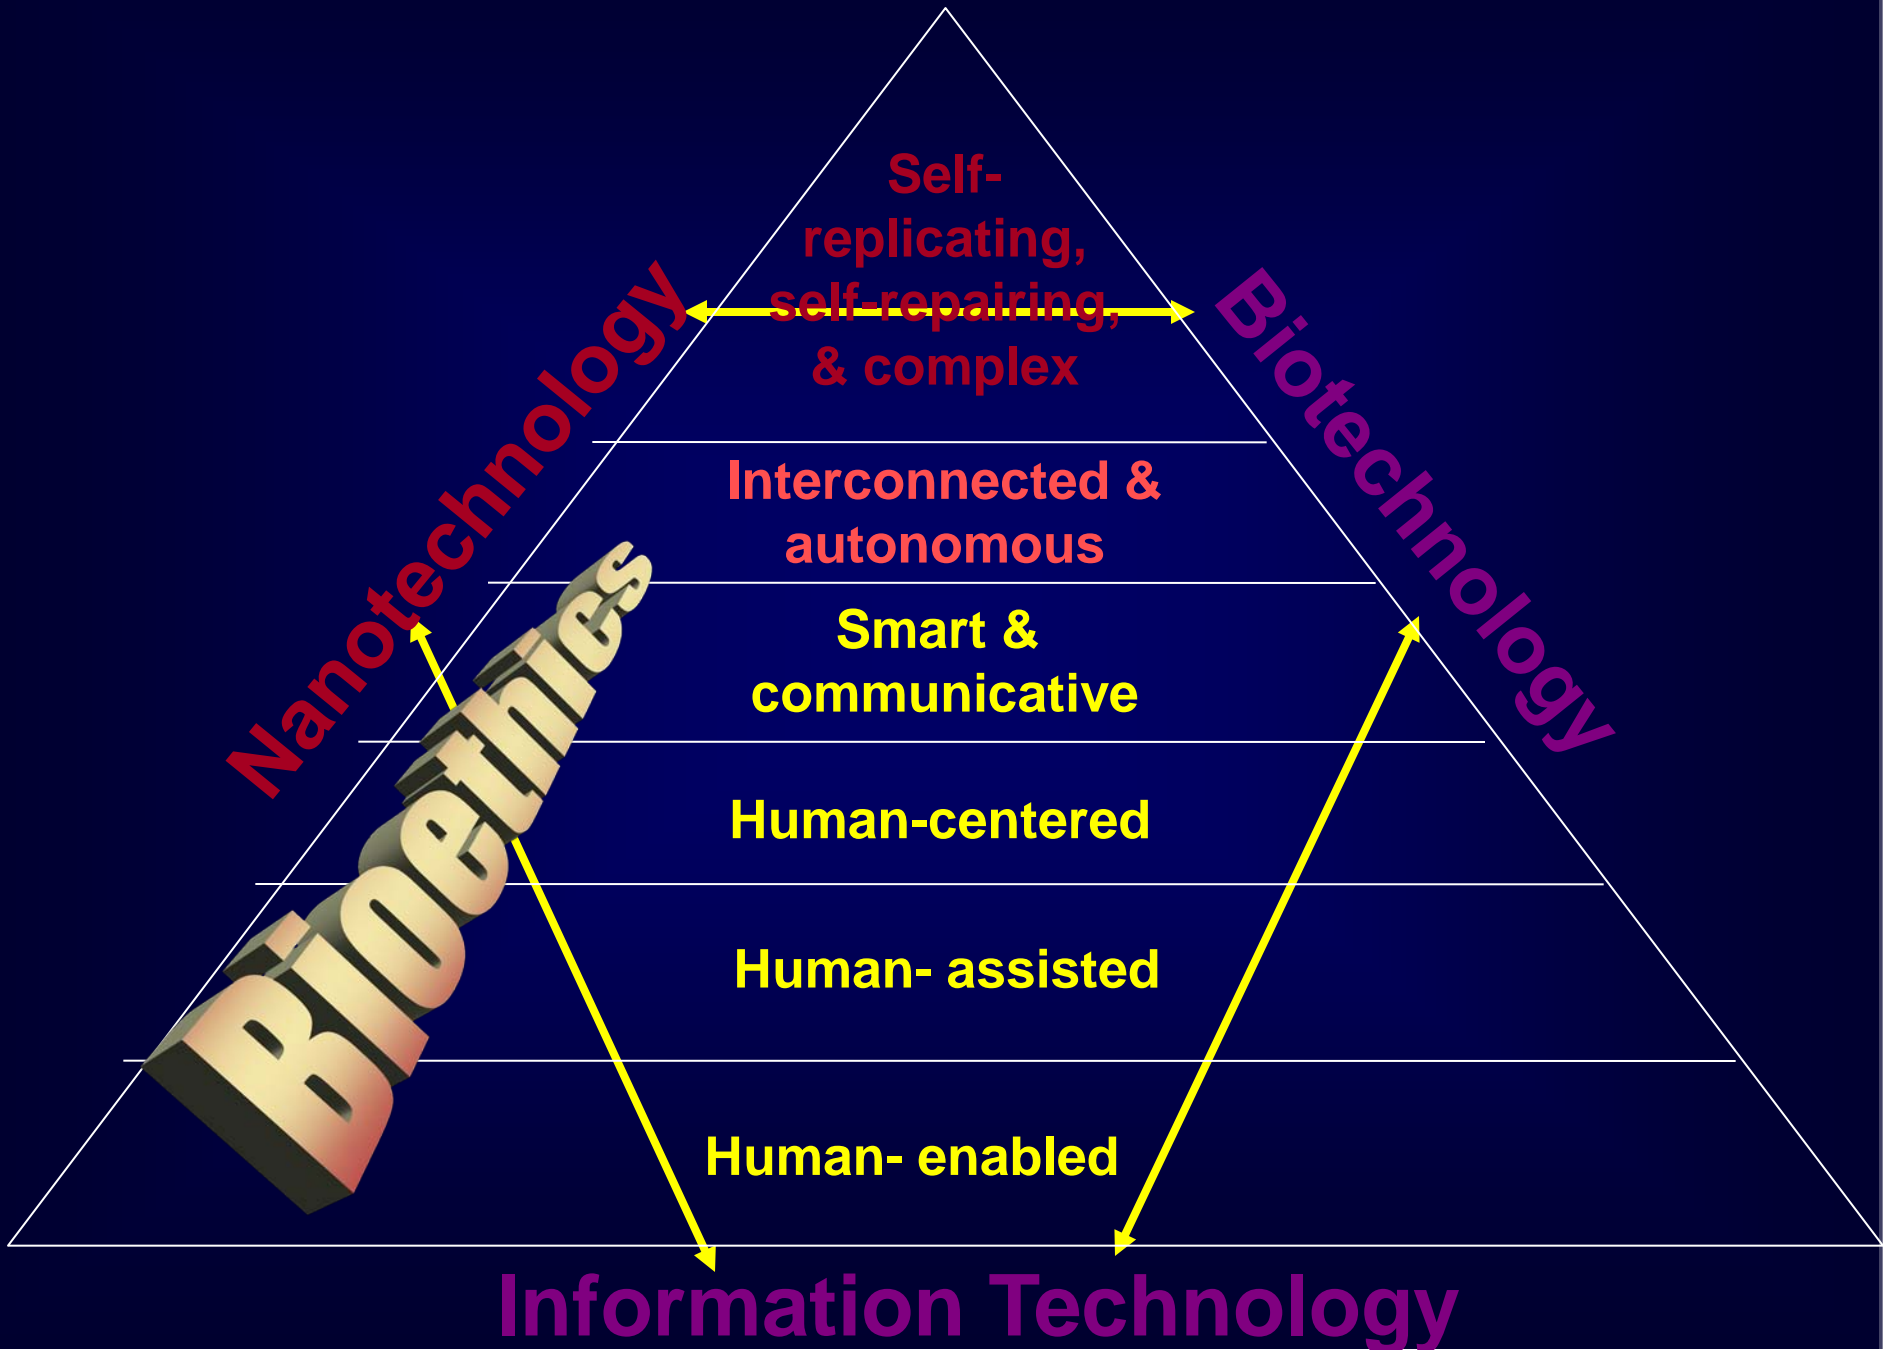 Self-
replicating,
self-repairing,
& complex
Nanotechnology
Biotechnology
Interconnected &
autonomous
Smart &
communicative
Bioethics
Human-centered
Human- assisted
Human- enabled
Information Technology